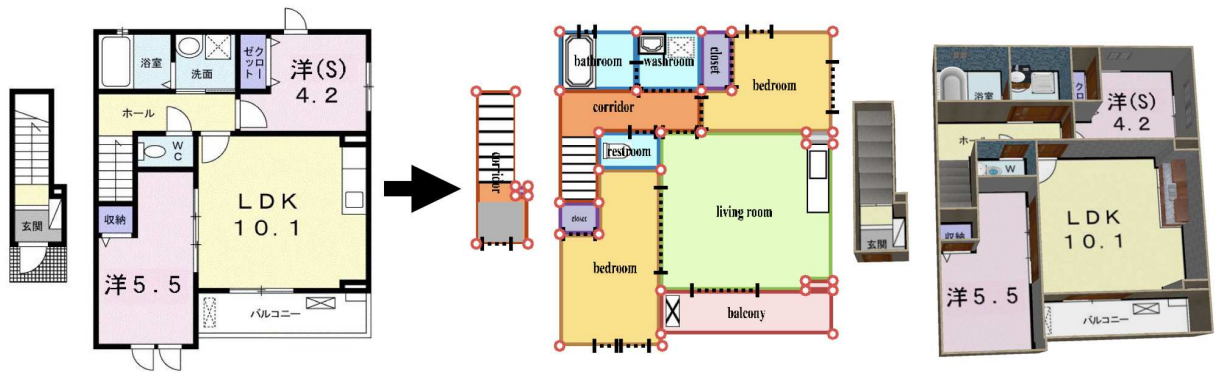 浴室
洗面
クロー
ゼット
洋(S)
4.2
ホール
W
C
LDK
10.1
収納
玄関
洋5.5
バルコニー
bathroom
washroom
closet
bedroom
corridor
restroom
corridor
living room
closet
bedroom
balcony
浴室
クロ
洋(S)
4.2
ホール
W
LDK
10.1
収納
玄関
洋5.5
バルコニー